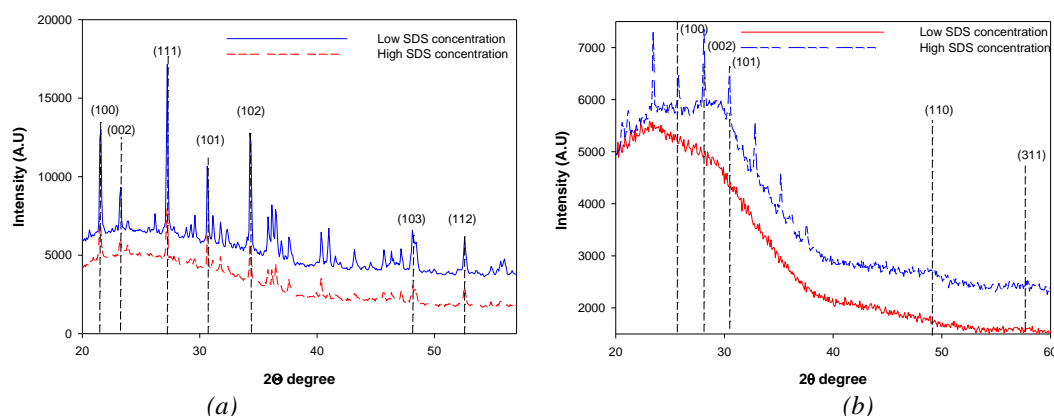 20000
15000
10000
5000
0
Intensity (A.U)
20 30 40 50
2Θ degree
Low SDS concentration
High SDS concentration
(100)
(002)
(111)
(101)
(102)
(103)
(112)
(a)
7000
6000
5000
4000
3000
2000
Intensity (A.U)
20 30 40 50 60
2θ degree
Low SDS concentration
High SDS concentration
(100)
(002)
(101)
(110)
(311)
(b)